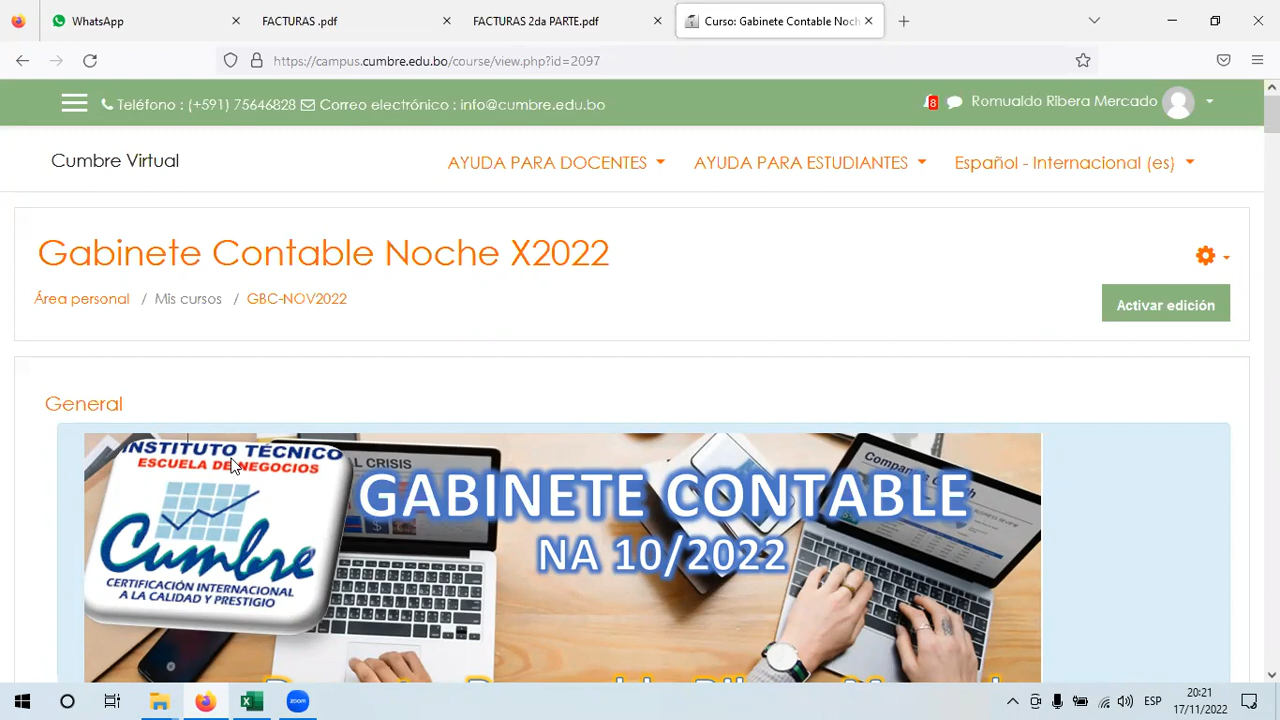 WhatsApp
FACTURAS .pdf
FACTURAS 2da PARTE.pdf
Curso: Gabinete Contable Noch
https://campus.cumbre.edu.bo/course/view.php?id=2097
Teléfono : (+591) 75646828 Correo electrónico : info@cumbre.edu.bo
8
Romualdo Ribera Mercado
Cumbre Virtual
AYUDA PARA DOCENTES
AYUDA PARA ESTUDIANTES
Español - Internacional (es)
Gabinete Contable Noche X2022
Área personal / Mis cursos / GBC-NOV2022
Activar edición
General
INSTITUTO TÉCNICO
ESCUELA DE NEGOCIOS
Cumbre
CERTIFICACIÓN INTERNACIONAL
A LA CALIDAD Y PRESTIGIO
AL CRISIS
GABINETE CONTABLE
NA 10/2022
zoom
ESP
20:21
17/11/2022